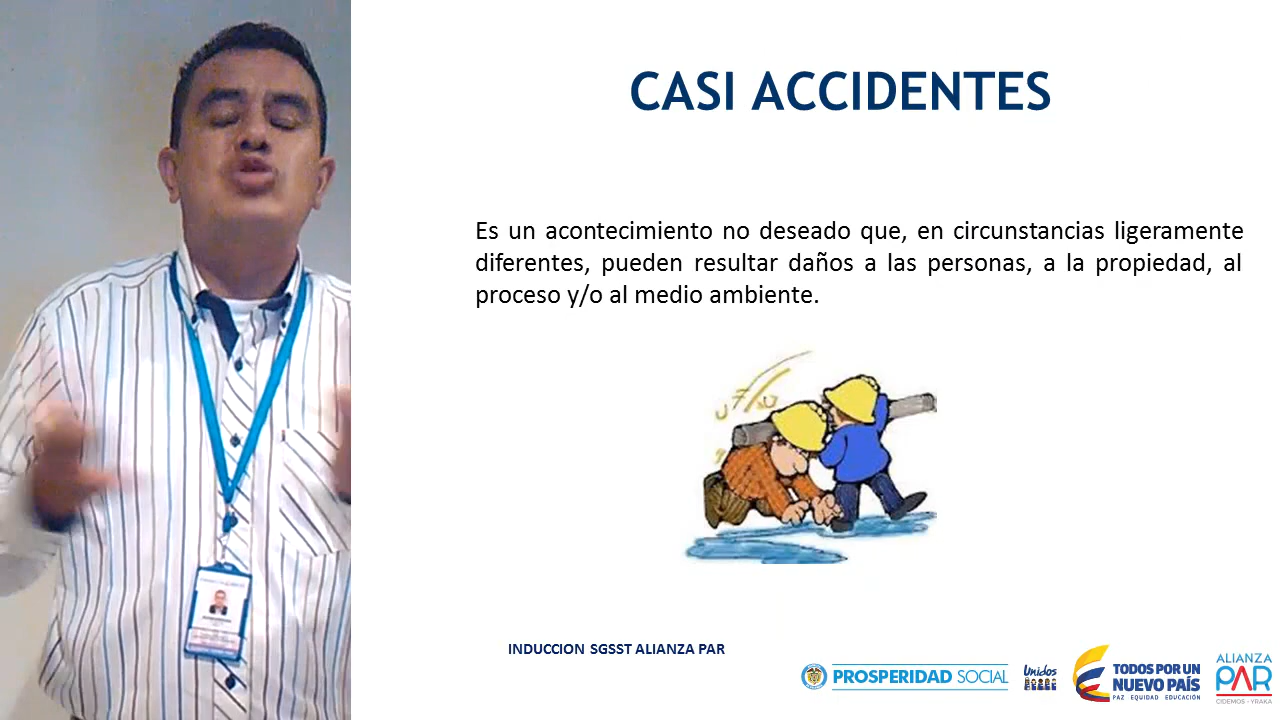 CASI ACCIDENTES
Es un acontecimiento no deseado que, en circunstancias ligeramente
diferentes, pueden resultar daños a las personas, a la propiedad, al
proceso y/o al medio ambiente.
INDUCCION SGSST ALIANZA PAR
PROSPERIDAD SOCIAL
Unidos
TODOS POR UN
NUEVO PAÍS
PAZ EQUIDAD EDUCACIÓN
ALIANZA
PAR
CIDEMOS - YRAKA